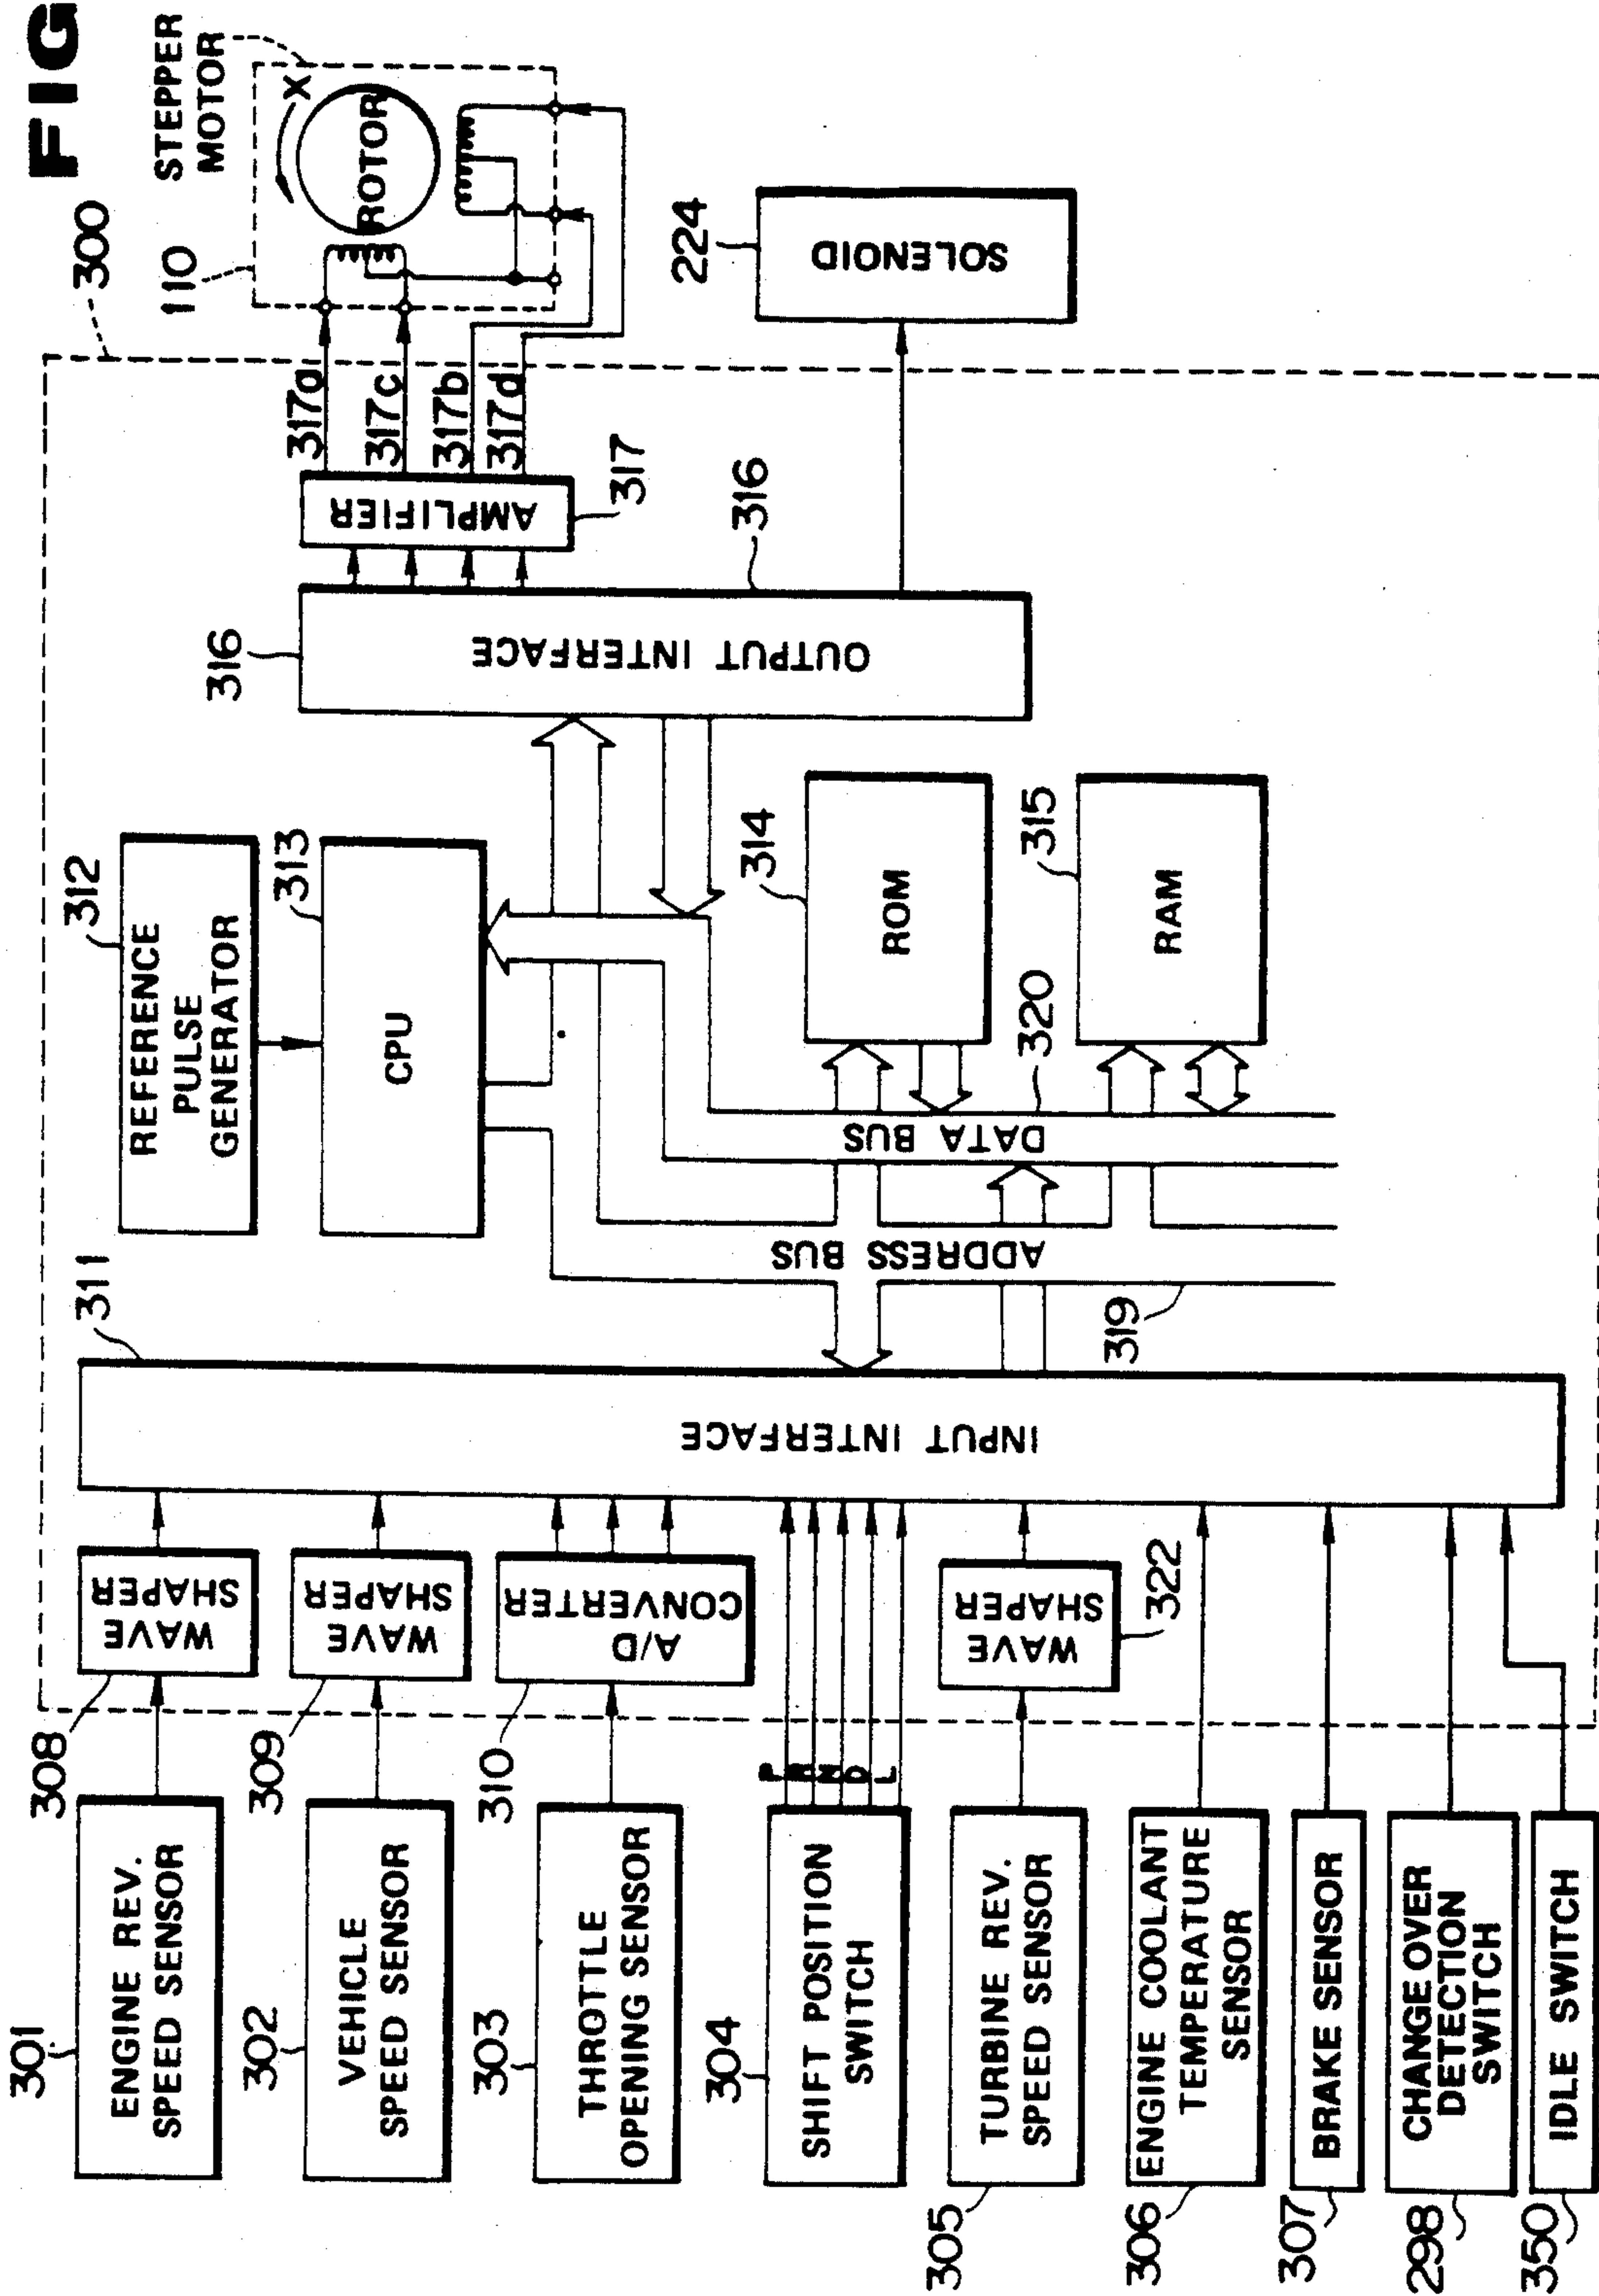 FIG
300
110
STEPPER
MOTOR
X
ROTOR
317a
317c
317b
317d
AMPLIFIER
317
224
SOLENOID
316
316
OUTPUT INTERFACE
312
REFERENCE
PULSE
GENERATOR
313
CPU
314
ROM
315
RAM
320
DATA BUS
ADDRESS BUS
319
311
INPUT INTERFACE
308
WAVE
SHAPER
309
WAVE
SHAPER
310
A/D
CONVERTER
P
R
N
D
L
WAVE
SHAPER
322
301
ENGINE REV.
SPEED SENSOR
302
VEHICLE
SPEED SENSOR
303
THROTTLE
OPENING SENSOR
304
SHIFT POSITION
SWITCH
305
TURBINE REV.
SPEED SENSOR
306
ENGINE COOLANT
TEMPERATURE
SENSOR
307
BRAKE SENSOR
298
CHANGE OVER
DETECTION
SWITCH
350
IDLE SWITCH